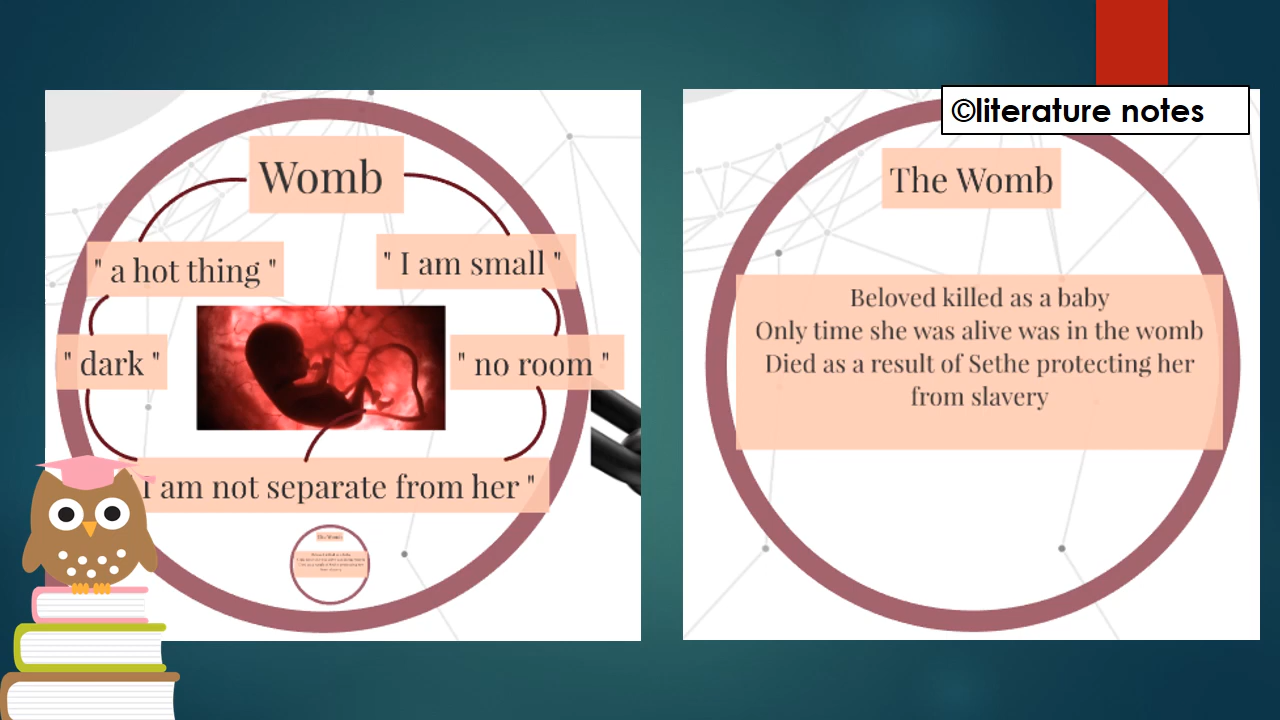 ©literature notes
Womb
" a hot thing "
" I am small "
" dark "
" no room "
I am not separate from her "
The Womb
The Womb
Beloved killed as a baby
Only time she was alive was in the womb
Died as a result of Sethe protecting her
from slavery